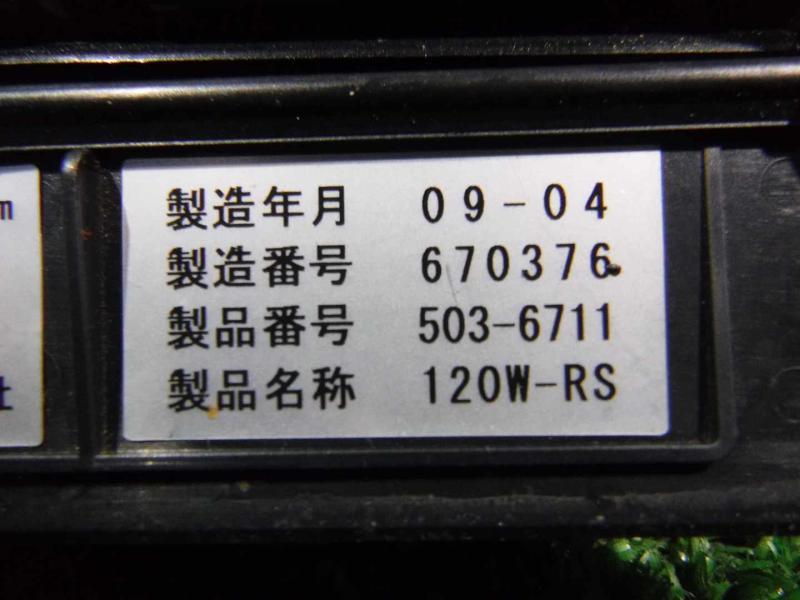 製造年月 09-04
製造番号 670376
製品番号 503-6711
製品名称 120W-RS
m
社